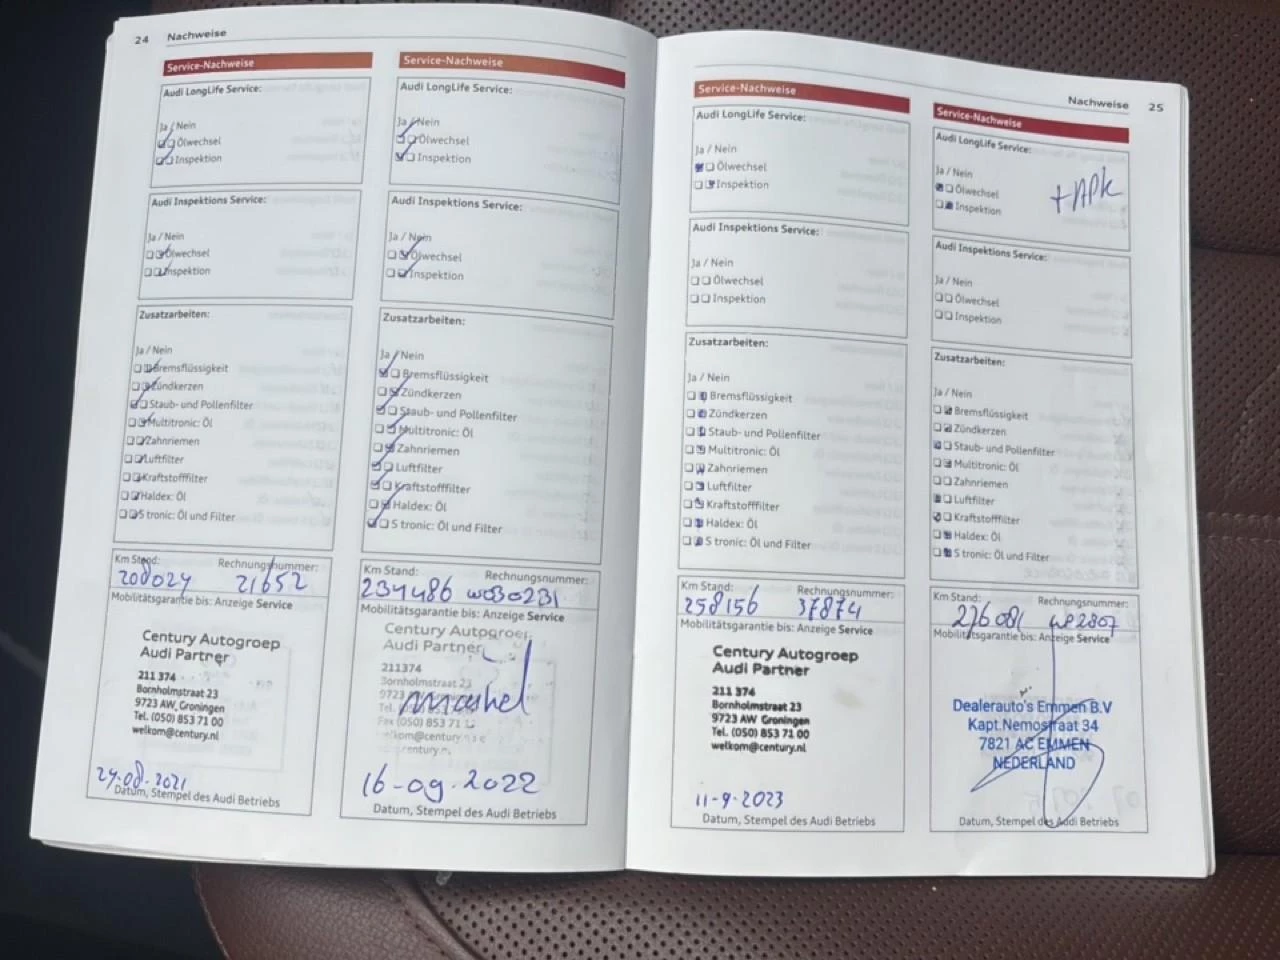 24 Nachweise
Service-Nachweise
Audi LongLife Service:
Ja / Nein
Ölwechsel
Inspektion
Audi Inspektions Service:
Ja / Nein
Ölwechsel
Inspektion
Zusatzarbeiten:
Ja / Nein
Bremsflüssigkeit
Zündkerzen
Staub- und Pollenfilter
Multitronic: Öl
Zahnriemen
Luftfilter
Kraftstofffilter
Haldex: Öl
S tronic: Öl und Filter
Km Stand: Rechnungsnummer:
208024 21652
Mobilitätsgarantie bis: Anzeige Service
Century Autogroep
Audi Partner
211 374
Bornholmstraat 23
9723 AW, Groningen
Tel. (050) 853 71 00
welkom@century.nl
24-08-2021
Datum, Stempel des Audi Betriebs
Service-Nachweise
Audi LongLife Service:
Ja / Nein
Ölwechsel
Inspektion
Audi Inspektions Service:
Ja / Nein
Ölwechsel
Inspektion
Zusatzarbeiten:
Ja / Nein
Bremsflüssigkeit
Zündkerzen
Staub- und Pollenfilter
Multitronic: Öl
Zahnriemen
Luftfilter
Kraftstofffilter
Haldex: Öl
S tronic: Öl und Filter
Km Stand: Rechnungsnummer:
234486 W030231
Mobilitätsgarantie bis: Anzeige Service
Century Autogroep
Audi Partner
211374
Bornholmstraat 23
9723
Tel.
Fax (050) 853 71
16-09-2022
Datum, Stempel des Audi Betriebs
Nachweise 25
Service-Nachweise
Audi LongLife Service:
Ja / Nein
Ölwechsel
Inspektion
Audi Inspektions Service:
Ja / Nein
Ölwechsel
Inspektion
Zusatzarbeiten:
Ja / Nein
Bremsflüssigkeit
Zündkerzen
Staub- und Pollenfilter
Multitronic: Öl
Zahnriemen
Luftfilter
Kraftstofffilter
Haldex: Öl
S tronic: Öl und Filter
Km Stand: Rechnungsnummer:
258156 37874
Mobilitätsgarantie bis: Anzeige Service
Century Autogroep
Audi Partner
211 374
Bornholmstraat 23
9723 AW Groningen
Tel. (050) 853 71 00
welkom@century.nl
11-9-2023
Datum, Stempel des Audi Betriebs
Service-Nachweise
Audi LongLife Service:
Ja / Nein
Ölwechsel
Inspektion
+APK
Audi Inspektions Service:
Ja / Nein
Ölwechsel
Inspektion
Zusatzarbeiten:
Ja / Nein
Bremsflüssigkeit
Zündkerzen
Staub- und Pollenfilter
Multitronic: Öl
Zahnriemen
Luftfilter
Kraftstofffilter
Haldex: Öl
S tronic: Öl und Filter
Km Stand: Rechnungsnummer:
276081
Mobilitätsgarantie bis: Anzeige Service
Dealerauto's Emmen B.V
Kapt.Nemostraat 34
7821 AC EMMEN
NEDERLAND
Datum, Stempel des Audi Betriebs